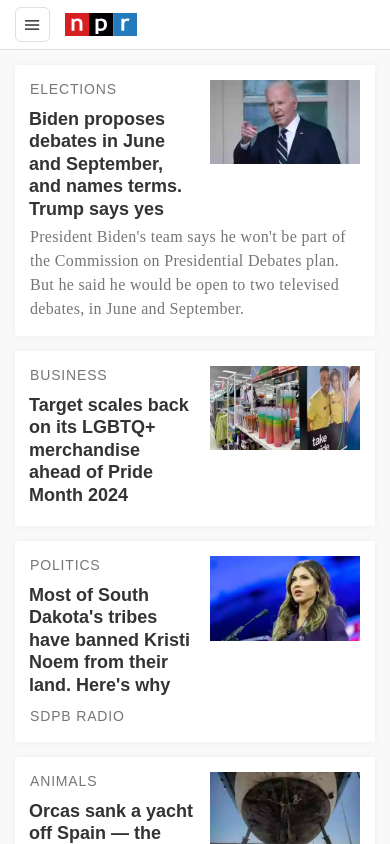 npr
ELECTIONS
Biden proposes
debates in June
and September,
and names terms.
Trump says yes
President Biden's team says he won't be part of
the Commission on Presidential Debates plan.
But he said he would be open to two televised
debates, in June and September.
BUSINESS
Target scales back
on its LGBTQ+
merchandise
ahead of Pride
Month 2024
take
POLITICS
Most of South
Dakota's tribes
have banned Kristi
Noem from their
land. Here's why
SDPB RADIO
ANIMALS
Orcas sank a yacht
off Spain — the